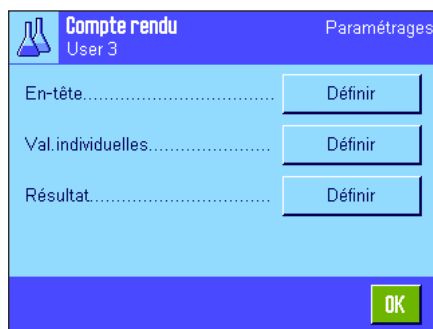 Compte rendu Paramétrages
User 3
En-tête.................................... Définir
Val.individuelles....................... Définir
Résultat.................................. Définir
OK